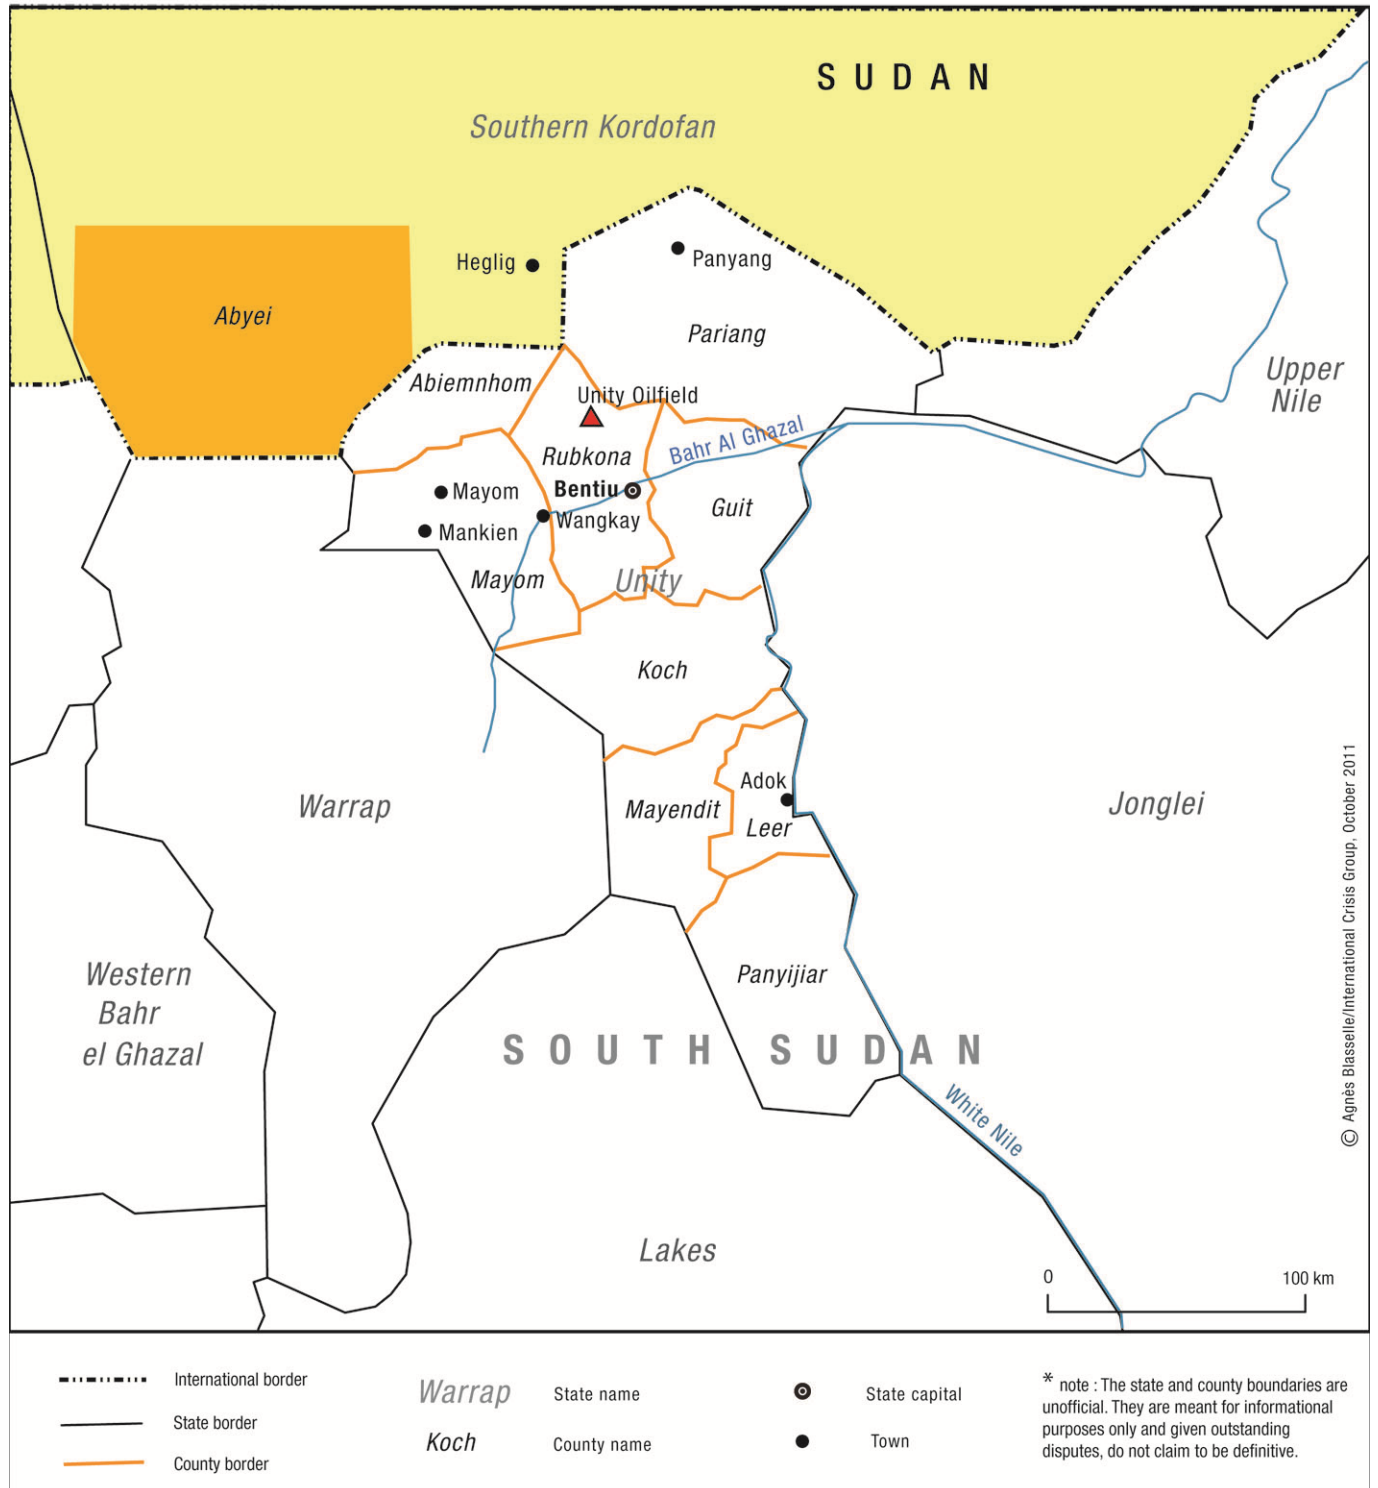 SUDAN
Southern Kordofan
Heglig
Panyang
Abyei
Pariang
Upper
Nile
Abiemnhom
Unity Oilfield
Bahr Al Ghazal
Rubkona
Bentiu
Mayom
Guit
Wangkay
Mankien
Mayom
Unity
Koch
Warrap
Adok
Mayendit
Leer
Jonglei
Western
Bahr
el Ghazal
Panyijiar
SOUTH SUDAN
White Nile
Lakes
© Agnès Blasselle/International Crisis Group, October 2011
0
100 km
International border
State border
County border
Warrap
State name
Koch
County name
State capital
Town
* note : The state and county boundaries are
unofficial. They are meant for informational
purposes only and given outstanding
disputes, do not claim to be definitive.